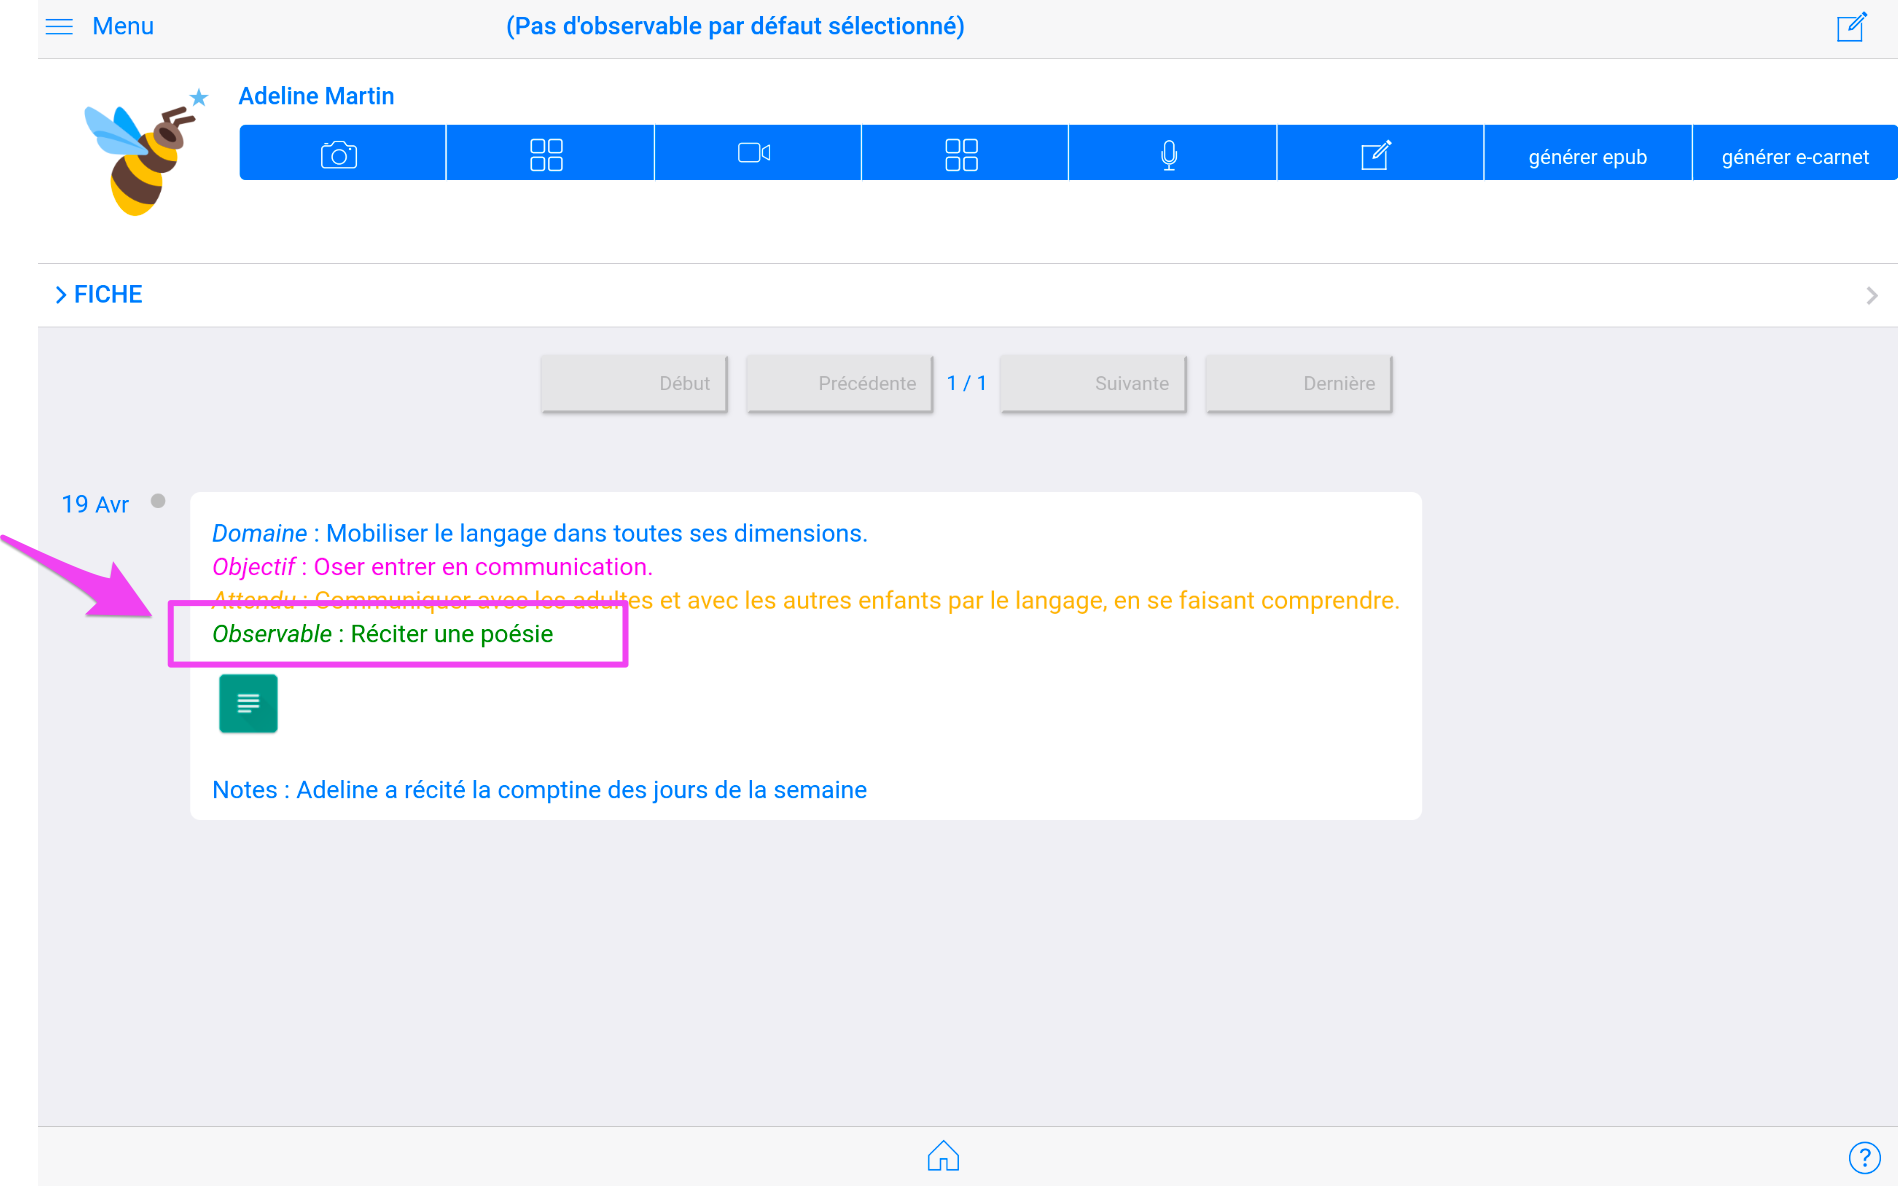 Menu
(Pas d'observable par défaut sélectionné)
Adeline Martin
générer epub
générer e-carnet
FICHE
Début
Précédente
1 / 1
Suivante
Dernière
19 Avr
Domaine : Mobiliser le langage dans toutes ses dimensions.
Objectif : Oser entrer en communication.
Attendu : Communiquer avec les adultes et avec les autres enfants par le langage, en se faisant comprendre.
Observable : Réciter une poésie
Notes : Adeline a récité la comptine des jours de la semaine
?